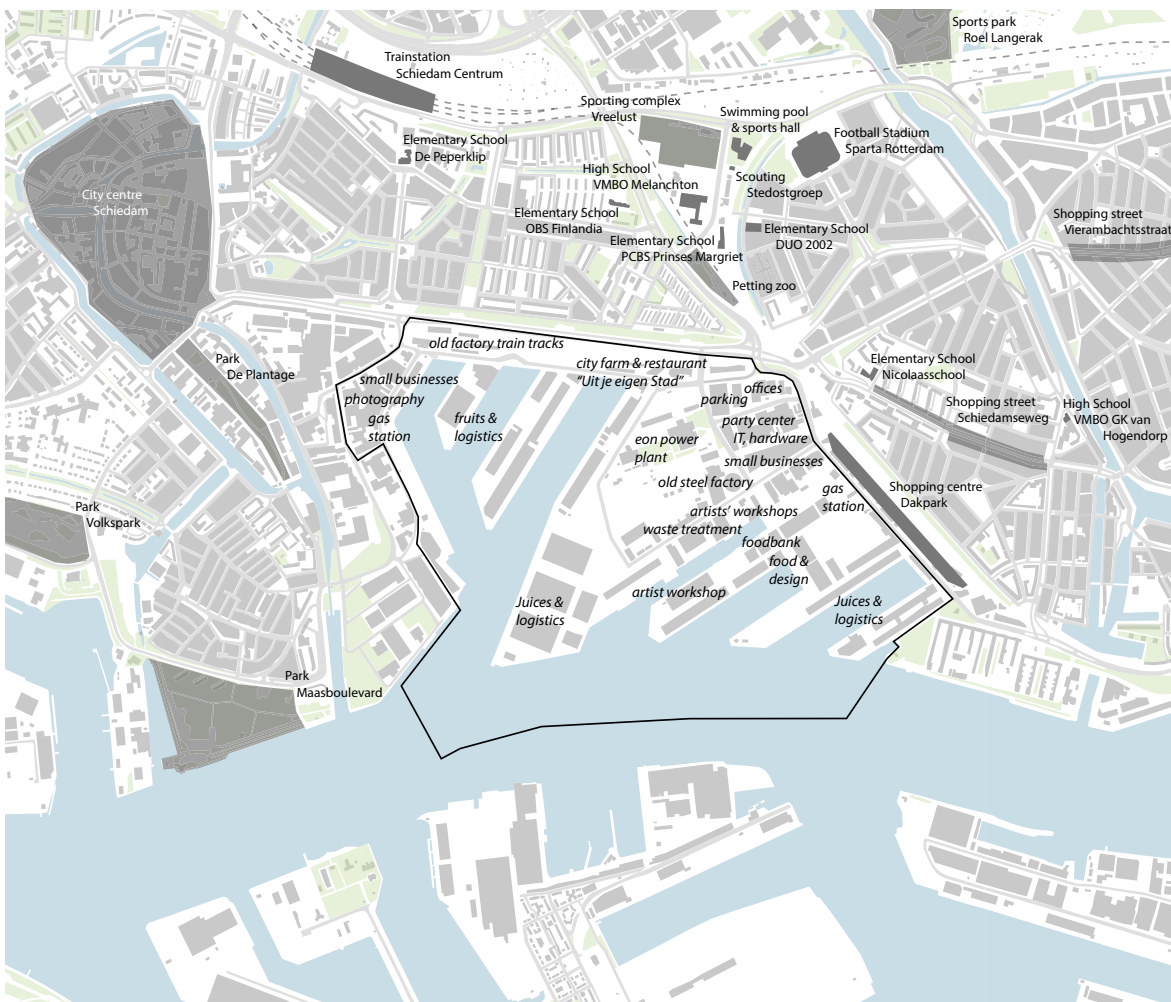 Sports park
Roel Langerak
Trainstation
Schiedam Centrum
Sporting complex
Vreelust
Swimming pool
& sports hall
Football Stadium
Sparta Rotterdam
Elementary School
De Peperklip
High School
VMBO Melanchton
Scouting
Stedostgroep
City centre
Schiedam
Elementary School
OBS Finlandia
Elementary School
DUO 2002
Shopping street
Vierambachtsstraat
Elementary School
PCBS Prinses Margriet
Petting zoo
old factory train tracks
Park
De Plantage
city farm & restaurant
“Uit je eigen Stad”
Elementary School
Nicolaasschool
small businesses
photography
gas
station
offices
parking
Shopping street
Schiedamseweg
High School
VMBO GK van
Hogendorp
fruits &
logistics
party center
IT, hardware
eon power
plant
small businesses
old steel factory
gas
station
Shopping centre
Dakpark
Park
Volkspark
artists’ workshops
waste treatment
foodbank
food &
design
artist workshop
Juices &
logistics
Juices &
logistics
Park
Maasboulevard